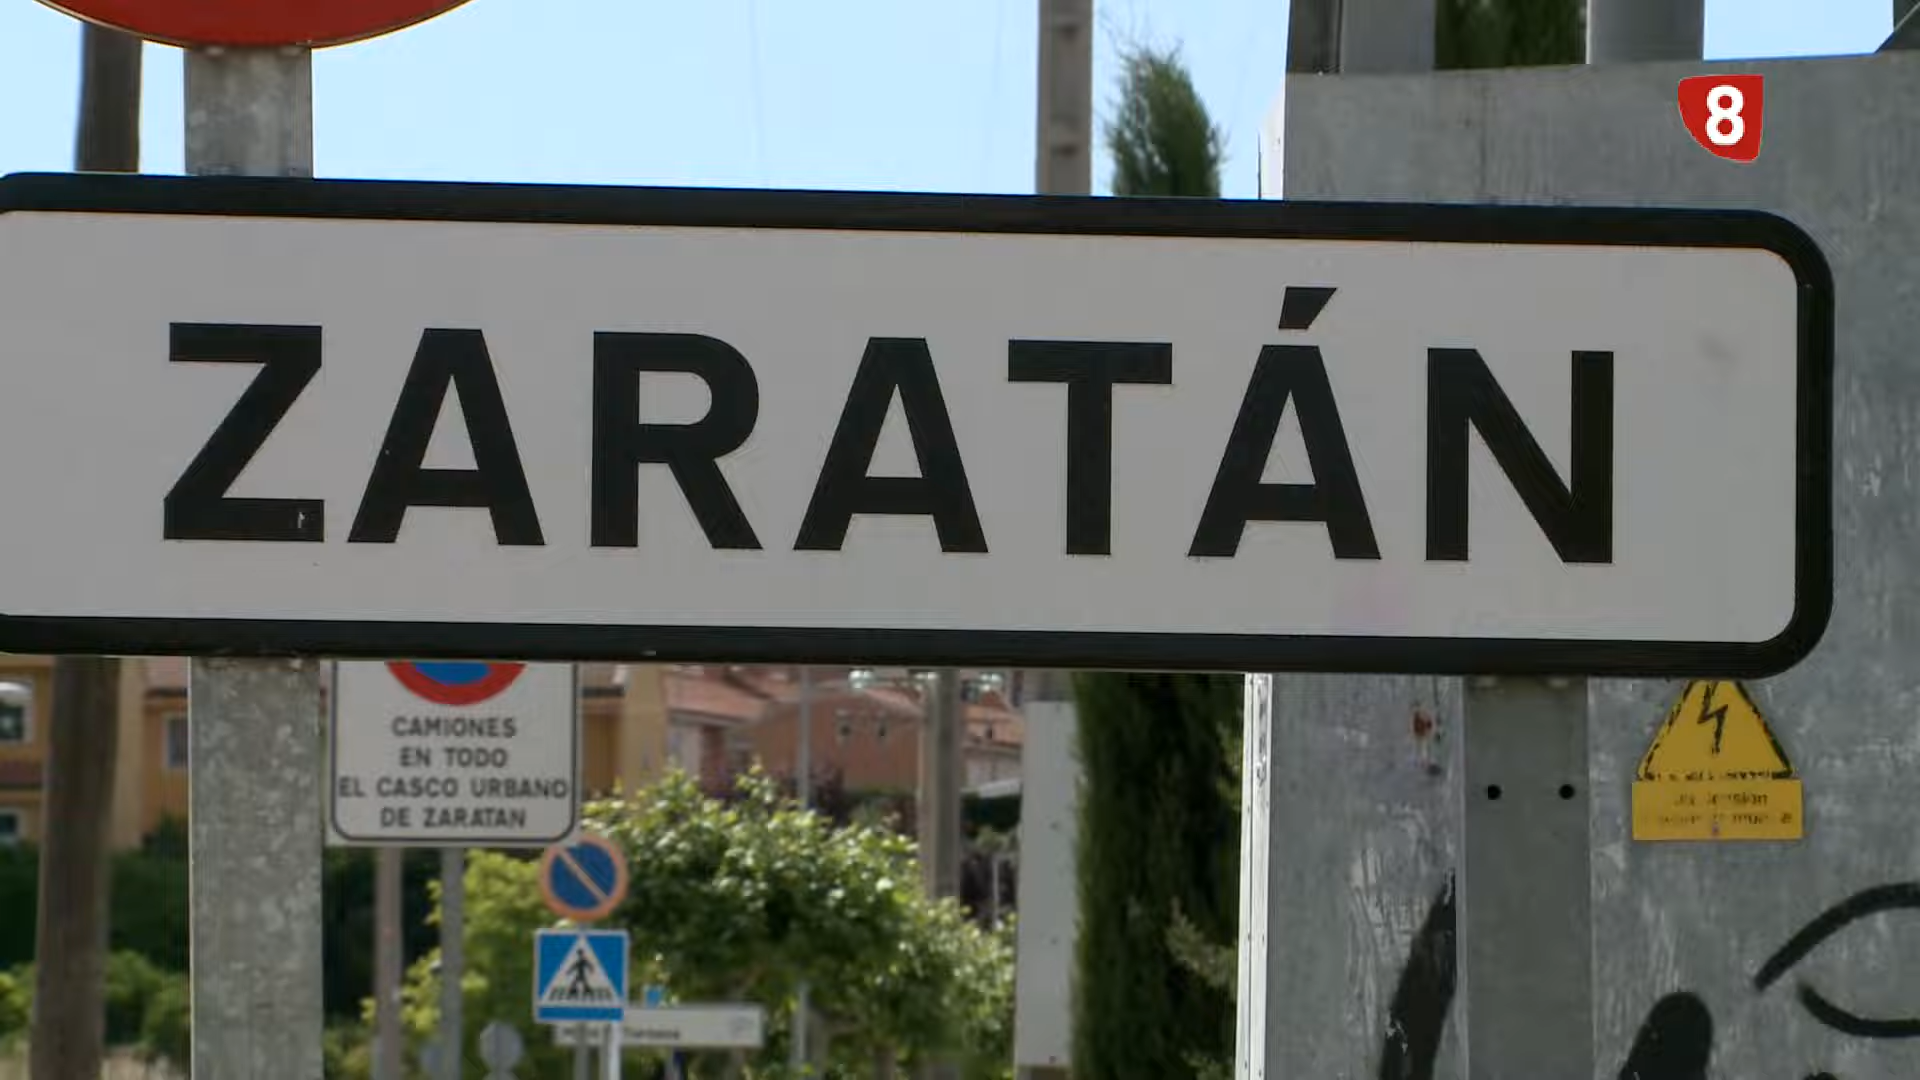 8
ZARATÁN
CAMIONES
EN TODO
EL CASCO URBANO
DE ZARATAN